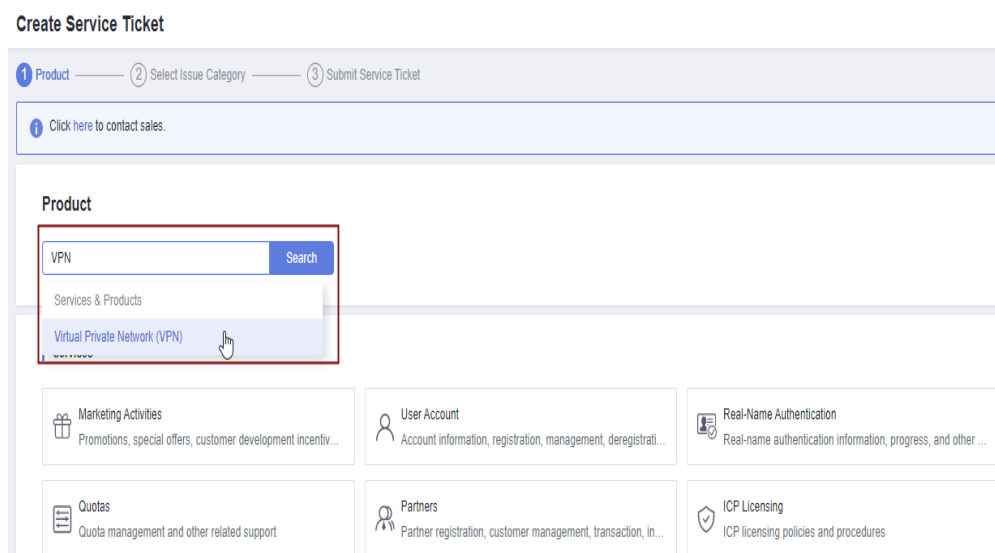 Create Service Ticket
1 Product 2 Select Issue Category 3 Submit Service Ticket
Click here to contact sales.
Product
VPN Search
Services & Products
Virtual Private Network (VPN)
Services
Marketing Activities
Promotions, special offers, customer development incentiv...
User Account
Account information, registration, management, deregistrati...
Real-Name Authentication
Real-name authentication information, progress, and other ...
Quotas
Quota management and other related support
Partners
Partner registration, customer management, transaction, in...
ICP Licensing
ICP licensing policies and procedures